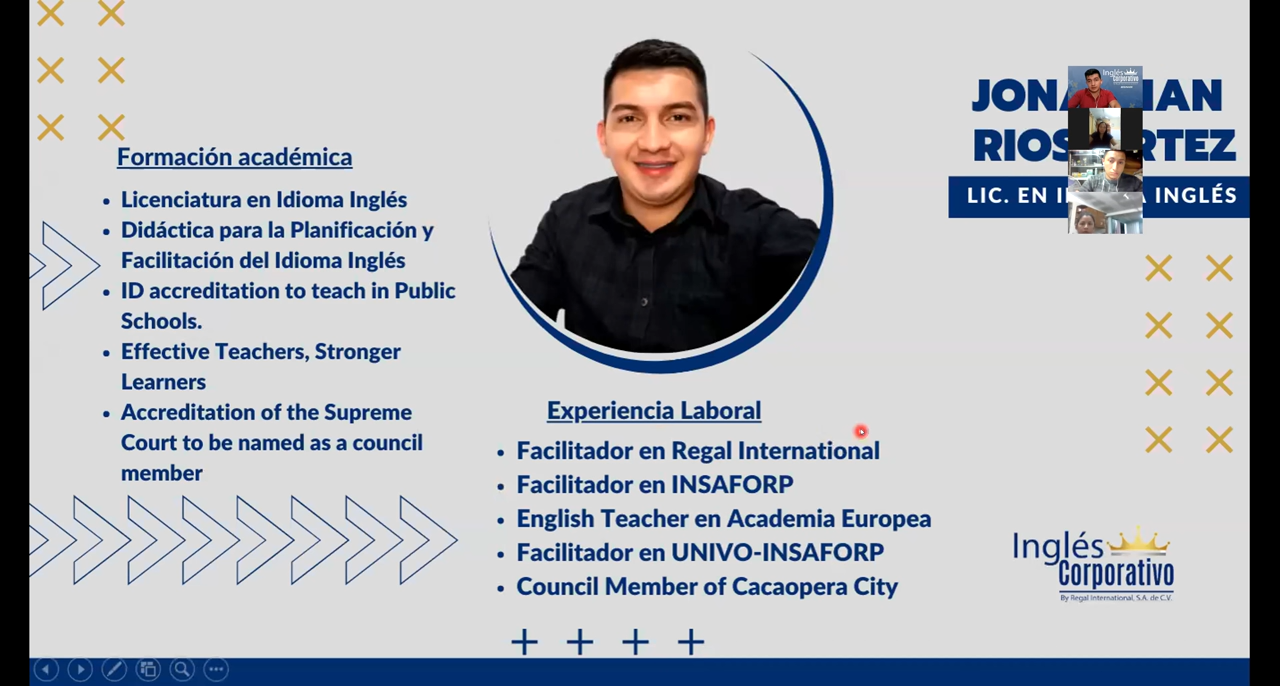 Formación académica
Licenciatura en Idioma Inglés
Didáctica para la Planificación y
Facilitación del Idioma Inglés
ID accreditation to teach in Public
Schools.
Effective Teachers, Stronger
Learners
Accreditation of the Supreme
Court to be named as a council
member
Experiencia Laboral
Facilitador en Regal International
Facilitador en INSAFORP
English Teacher en Academia Europea
Facilitador en UNIVO-INSAFORP
Council Member of Cacaopera City
RIOS
LIC. EN INGLÉS
Inglés
Corporativo
By Regal International, S.A. de C.V.
Inglés
Corporativo